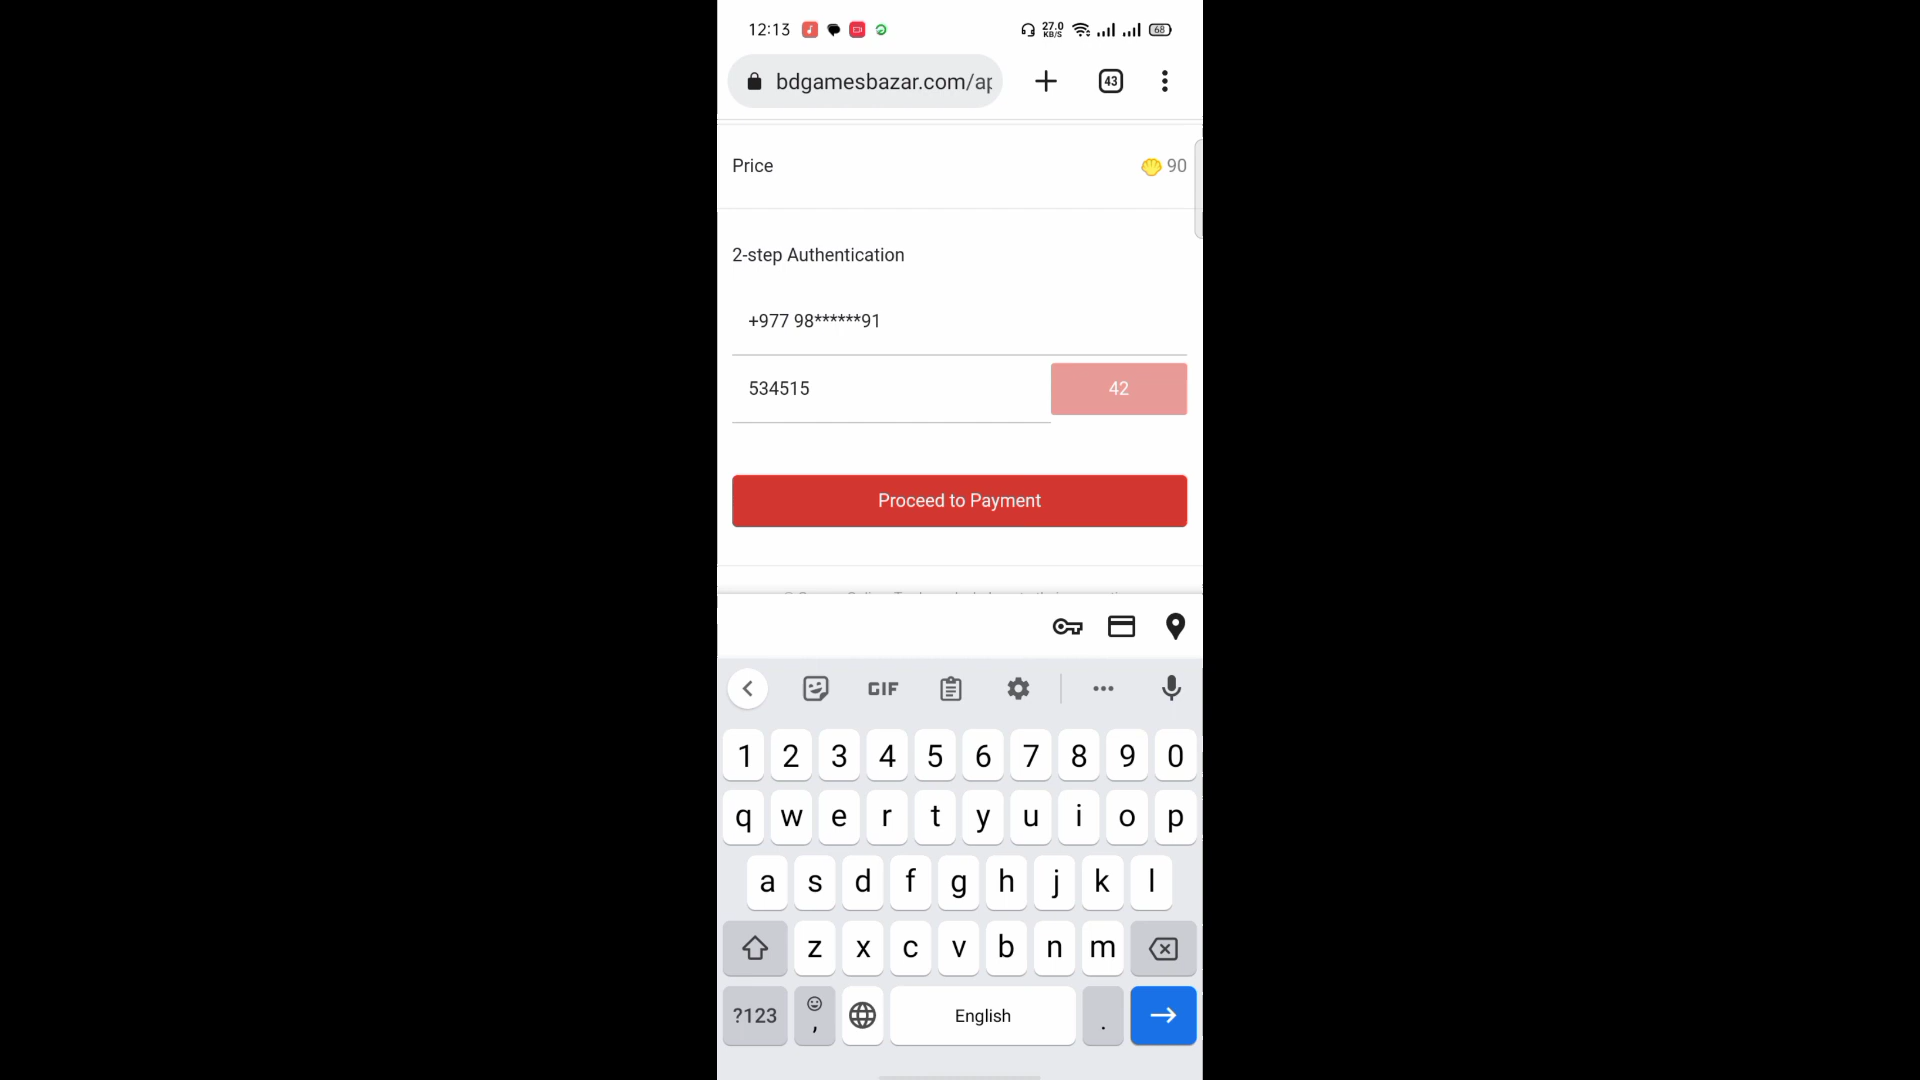 12:13 27.0 KB/S 68
bdgamesbazar.com/ap 43
Price 90
2-step Authentication
+977 98******91
534515 42
Proceed to Payment
GIF
1 2 3 4 5 6 7 8 9 0
q w e r t y u i o p
a s d f g h j k l
z x c v b n m
?123 , English .